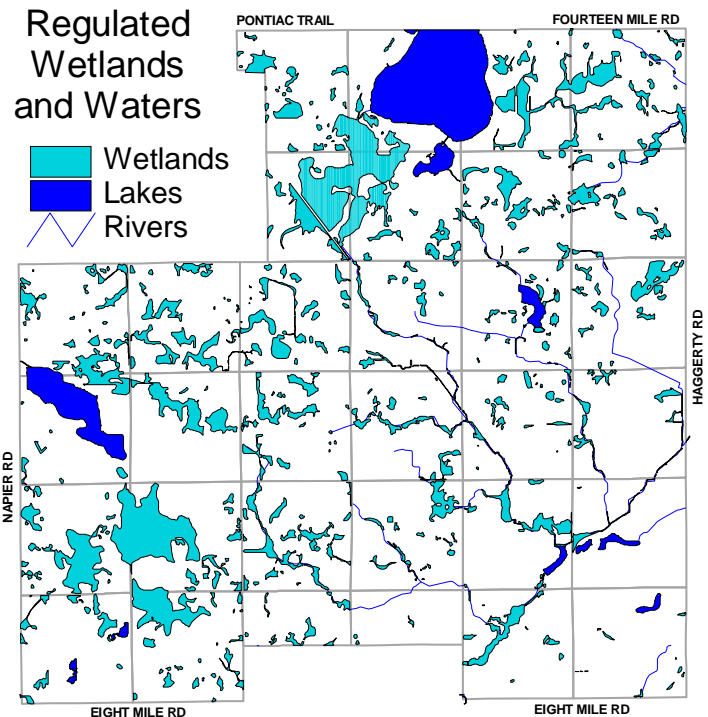 Regulated
Wetlands
and Waters
Wetlands
Lakes
Rivers
PONTIAC TRAIL
FOURTEEN MILE RD
HAGGERTY RD
NAPIER RD
EIGHT MILE RD
EIGHT MILE RD